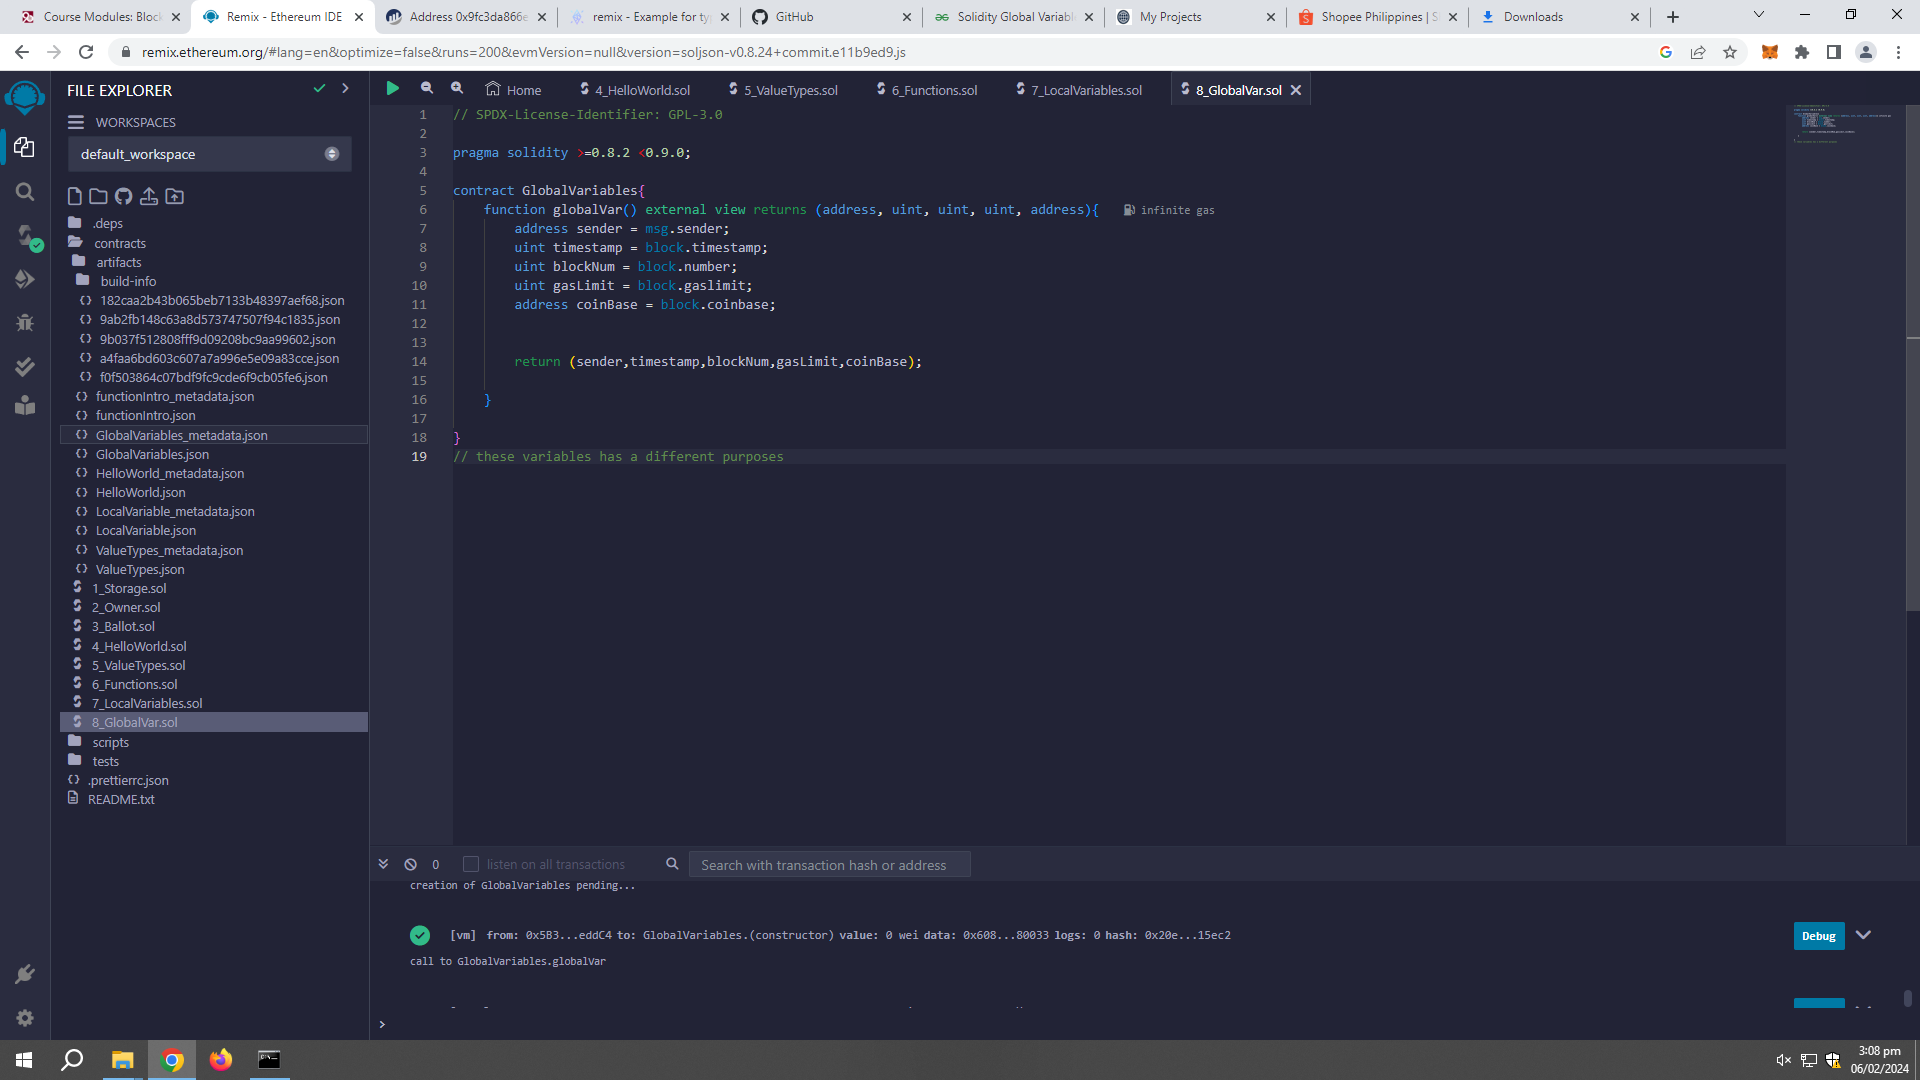 Course Modules: Bloc
Remix - Ethereum IDE
Address 0x9fc3da866e
remix - Example for ty
GitHub
Solidity Global Variabl
My Projects
Shopee Philippines | S
Downloads
remix.ethereum.org/#lang=en&optimize=false&runs=200&evmVersion=null&version=soljson-v0.8.24+commit.e11b9ed9.js
FILE EXPLORER
WORKSPACES
default_workspace
.deps
contracts
artifacts
build-info
182caa2b43b065beb7133b48397aef68.json
9ab2fb148c63a8d573747507f94c1835.json
9b037f512808fff9d09208bc9aa99602.json
a4faa6bd603c607a7a996e5e09a83cce.json
f0f503864c07bdf9fc9cde6f9cb05fe6.json
functionIntro_metadata.json
functionIntro.json
GlobalVariables_metadata.json
GlobalVariables.json
HelloWorld_metadata.json
HelloWorld.json
LocalVariable_metadata.json
LocalVariable.json
ValueTypes_metadata.json
ValueTypes.json
1_Storage.sol
2_Owner.sol
3_Ballot.sol
4_HelloWorld.sol
5_ValueTypes.sol
6_Functions.sol
7_LocalVariables.sol
8_GlobalVar.sol
scripts
tests
.prettierrc.json
README.txt
Home
4_HelloWorld.sol
5_ValueTypes.sol
6_Functions.sol
7_LocalVariables.sol
8_GlobalVar.sol
1 // SPDX-License-Identifier: GPL-3.0
2
3 pragma solidity >=0.8.2 <0.9.0;
4
5 contract GlobalVariables{
6 function globalVar() external view returns (address, uint, uint, uint, address){ infinite gas
7 address sender = msg.sender;
8 uint timestamp = block.timestamp;
9 uint blockNum = block.number;
10 uint gasLimit = block.gaslimit;
11 address coinBase = block.coinbase;
12
13
14 return (sender,timestamp,blockNum,gasLimit,coinBase);
15
16 }
17
18 }
19 // these variables has a different purposes
0
listen on all transactions
Search with transaction hash or address
creation of GlobalVariables pending...
[vm] from: 0x5B3...eddC4 to: GlobalVariables.(constructor) value: 0 wei data: 0x608...80033 logs: 0 hash: 0x20e...15ec2
Debug
call to GlobalVariables.globalVar
>
3:08 pm
06/02/2024